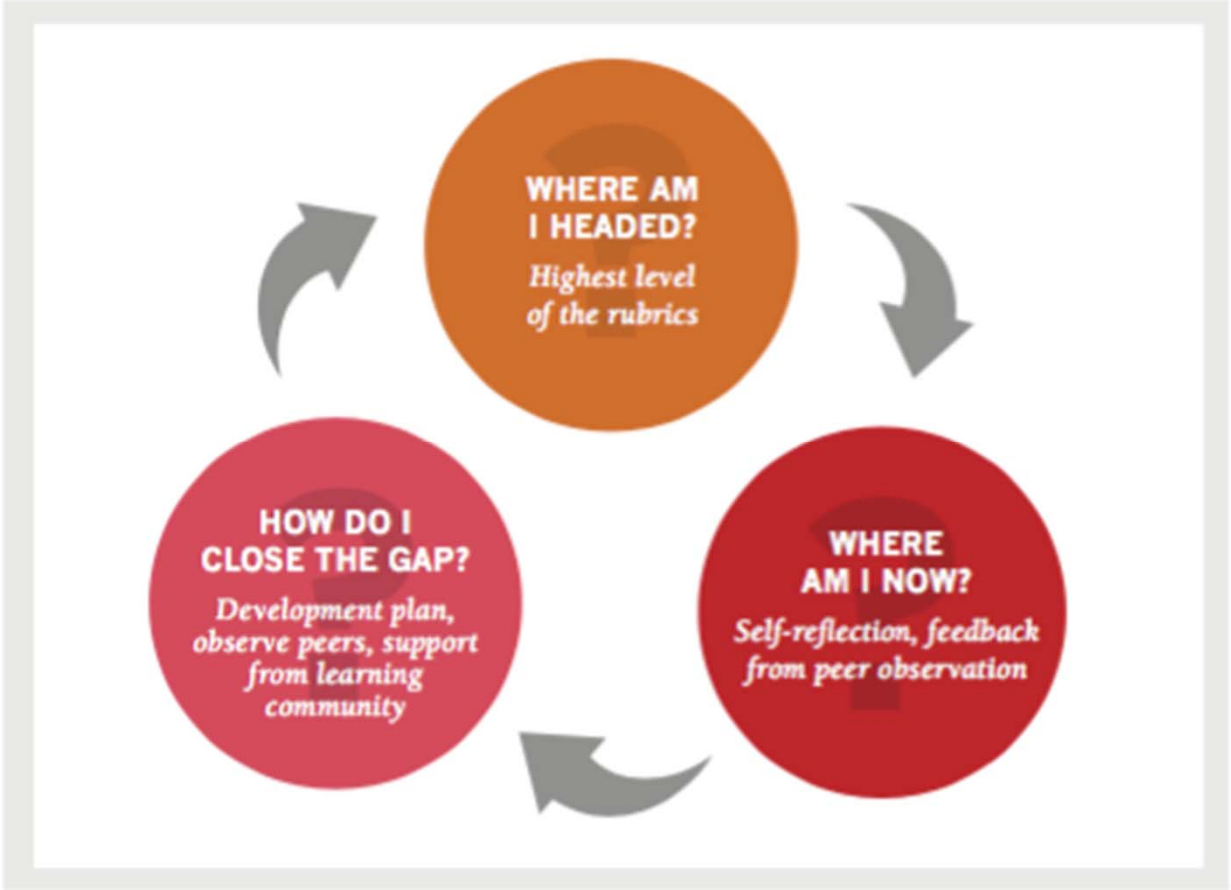 WHERE AM
I HEADED?
Highest level
of the rubrics
WHERE
AM I NOW?
Self-reflection, feedback
from peer observation
HOW DO I
CLOSE THE GAP?
Development plan,
observe peers, support
from learning
community